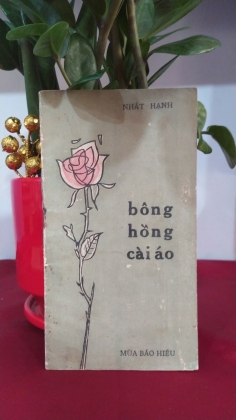 NHẤT HẠNH
bông
hồng
cài áo
MÙA BÁO HIẾU